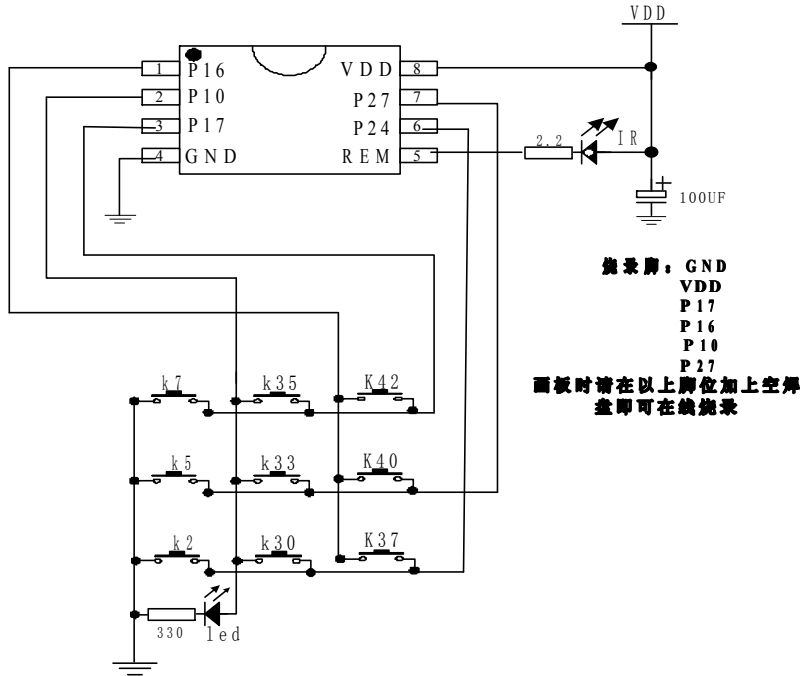 VDD
1 P16 VDD 8
2 P10 P27 7
3 P17 P24 6
4 GND REM 5
2.2 IR
100UF
烧录脚：GND
VDD
P17
P16
P10
P27
画板时请在以上脚位加上空焊
盘即可在线烧录
k7 k35 K42
k5 k33 K40
k2 k30 K37
330 led